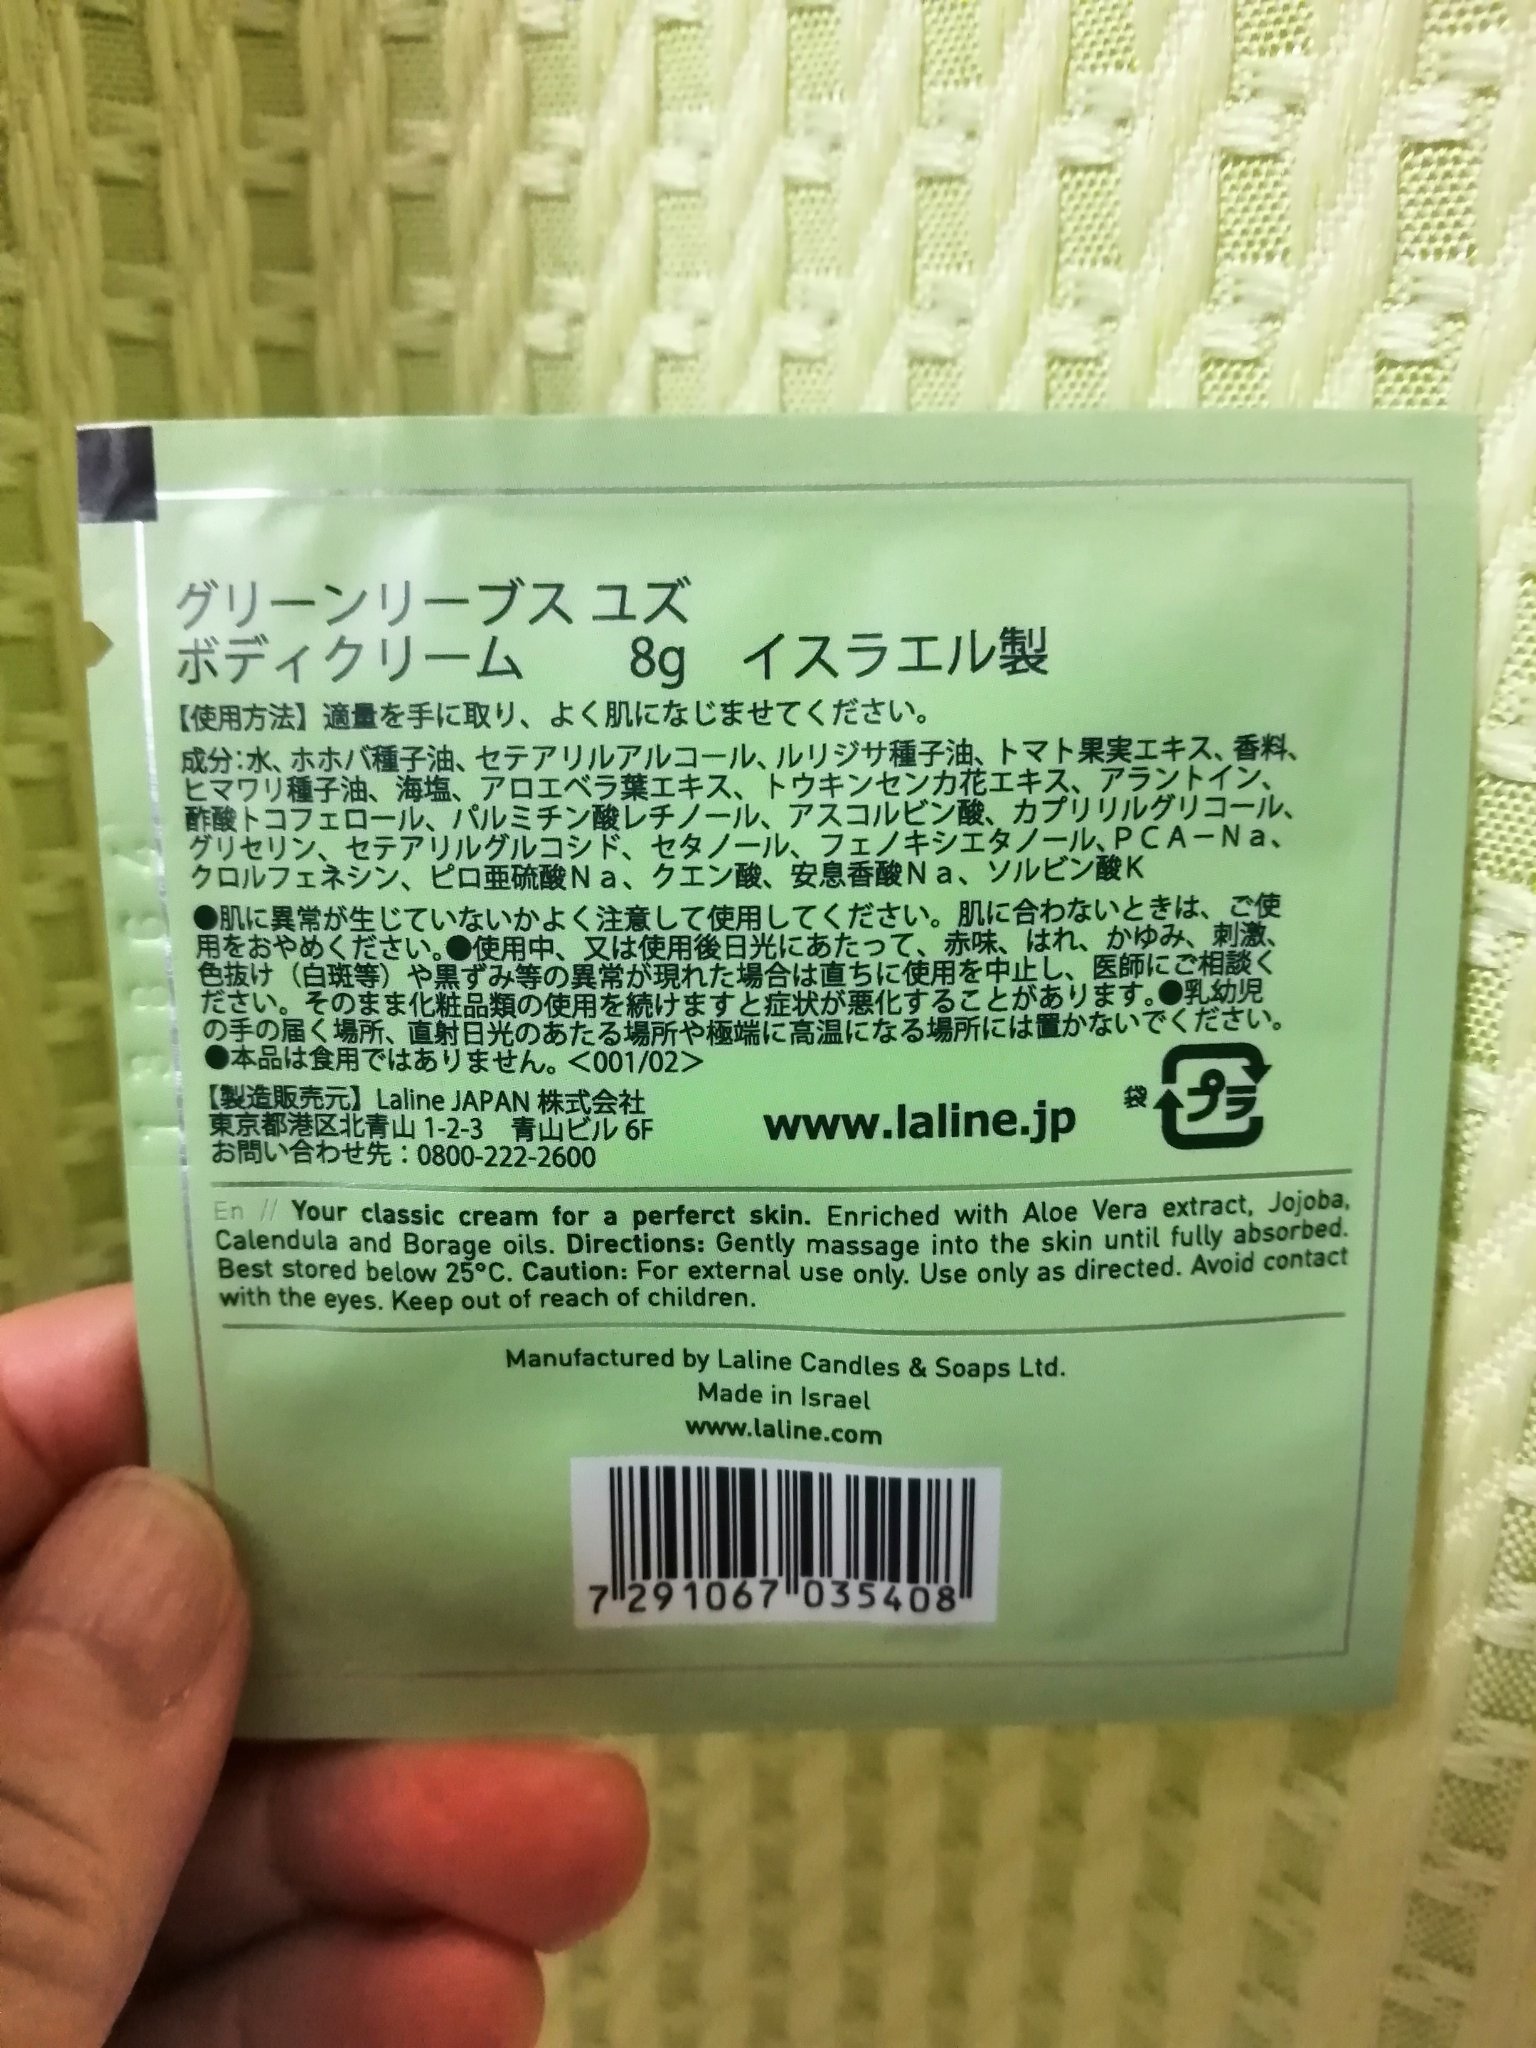 グリーンリーブス ユズ
ボディクリーム 8g イスラエル製
【使用方法】適量を手に取り、よく肌になじませてください。
成分:水、ホホバ種子油、セテアリルアルコール、ルリジサ種子油、トマト果実エキス、香料、
ヒマワリ種子油、海塩、アロエベラ葉エキス、トウキンセンカ花エキス、アラントイン、
酢酸トコフェロール、パルミチン酸レチノール、アスコルビン酸、カプリリルグリコール、
グリセリン、セテアリルグルコシド、セタノール、フェノキシエタノール、PCA－Na、
クロルフェネシン、ピロ亜硫酸Na、クエン酸、安息香酸Na、ソルビン酸K
●肌に異常が生じていないかよく注意して使用してください。肌に合わないときは、ご使
用をおやめください。●使用中、又は使用後日光にあたって、赤味、はれ、かゆみ、刺激、
色抜け（白斑等）や黒ずみ等の異常が現れた場合は直ちに使用を中止し、医師にご相談く
ださい。そのまま化粧品類の使用を続けますと症状が悪化することがあります。●乳幼児
の手の届く場所、直射日光のあたる場所や極端に高温になる場所には置かないでください。
●本品は食用ではありません。＜001/02＞
【製造販売元】Laline JAPAN 株式会社
東京都港区北青山 1-2-3 青山ビル 6F
お問い合わせ先：0800-222-2600
www.laline.jp
袋 プラ
En // Your classic cream for a perferct skin. Enriched with Aloe Vera extract, Jojoba,
Calendula and Borage oils. Directions: Gently massage into the skin until fully absorbed.
Best stored below 25°C. Caution: For external use only. Use only as directed. Avoid contact
with the eyes. Keep out of reach of children.
Manufactured by Laline Candles & Soaps Ltd.
Made in Israel
www.laline.com
7 291067 035408